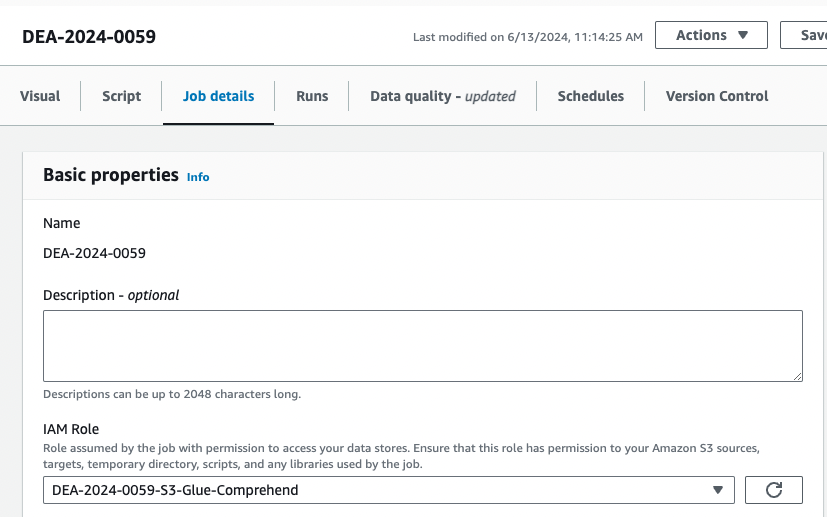 DEA-2024-0059
Last modified on 6/13/2024, 11:14:25 AM
Actions
Save
Visual
Script
Job details
Runs
Data quality - updated
Schedules
Version Control
Basic properties Info
Name
DEA-2024-0059
Description - optional
Descriptions can be up to 2048 characters long.
IAM Role
Role assumed by the job with permission to access your data stores. Ensure that this role has permission to your Amazon S3 sources,
targets, temporary directory, scripts, and any libraries used by the job.
DEA-2024-0059-S3-Glue-Comprehend